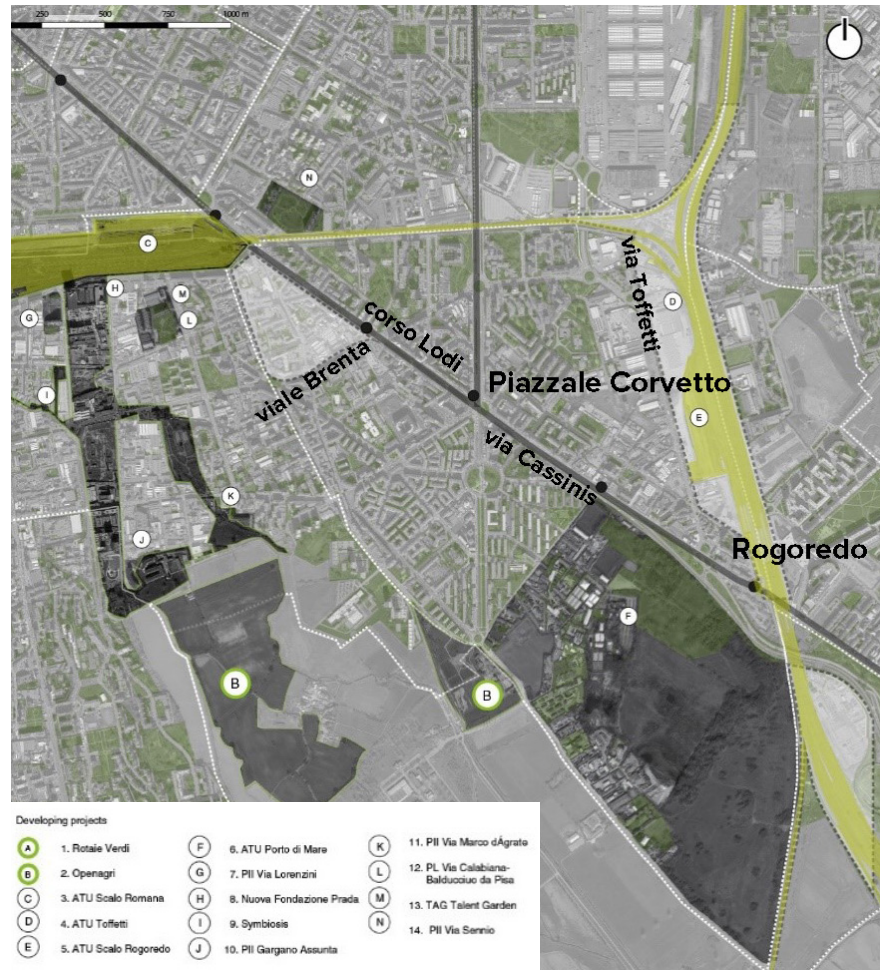 250 500 750 1000 m
N
C
H
M
G
L
via Toffetti
D
corso Lodi
viale Brenta
Piazzale Corvetto
I
E
via Cassinis
K
J
Rogoredo
F
B
B
Developing projects
A 1. Rotaie Verdi
B 2. Openagri
C 3. ATU Scalo Romana
D 4. ATU Toffetti
E 5. ATU Scalo Rogoredo
F 6. ATU Porto di Mare
G 7. PII Via Lorenzini
H 8. Nuova Fondazione Prada
I 9. Symbiosis
J 10. PII Gargano Assunta
K 11. PII Via Marco dÁgrate
L 12. PL Via Calabiana-
Balducciuo da Pisa
M 13. TAG Talent Garden
N 14. PII Via Sennio